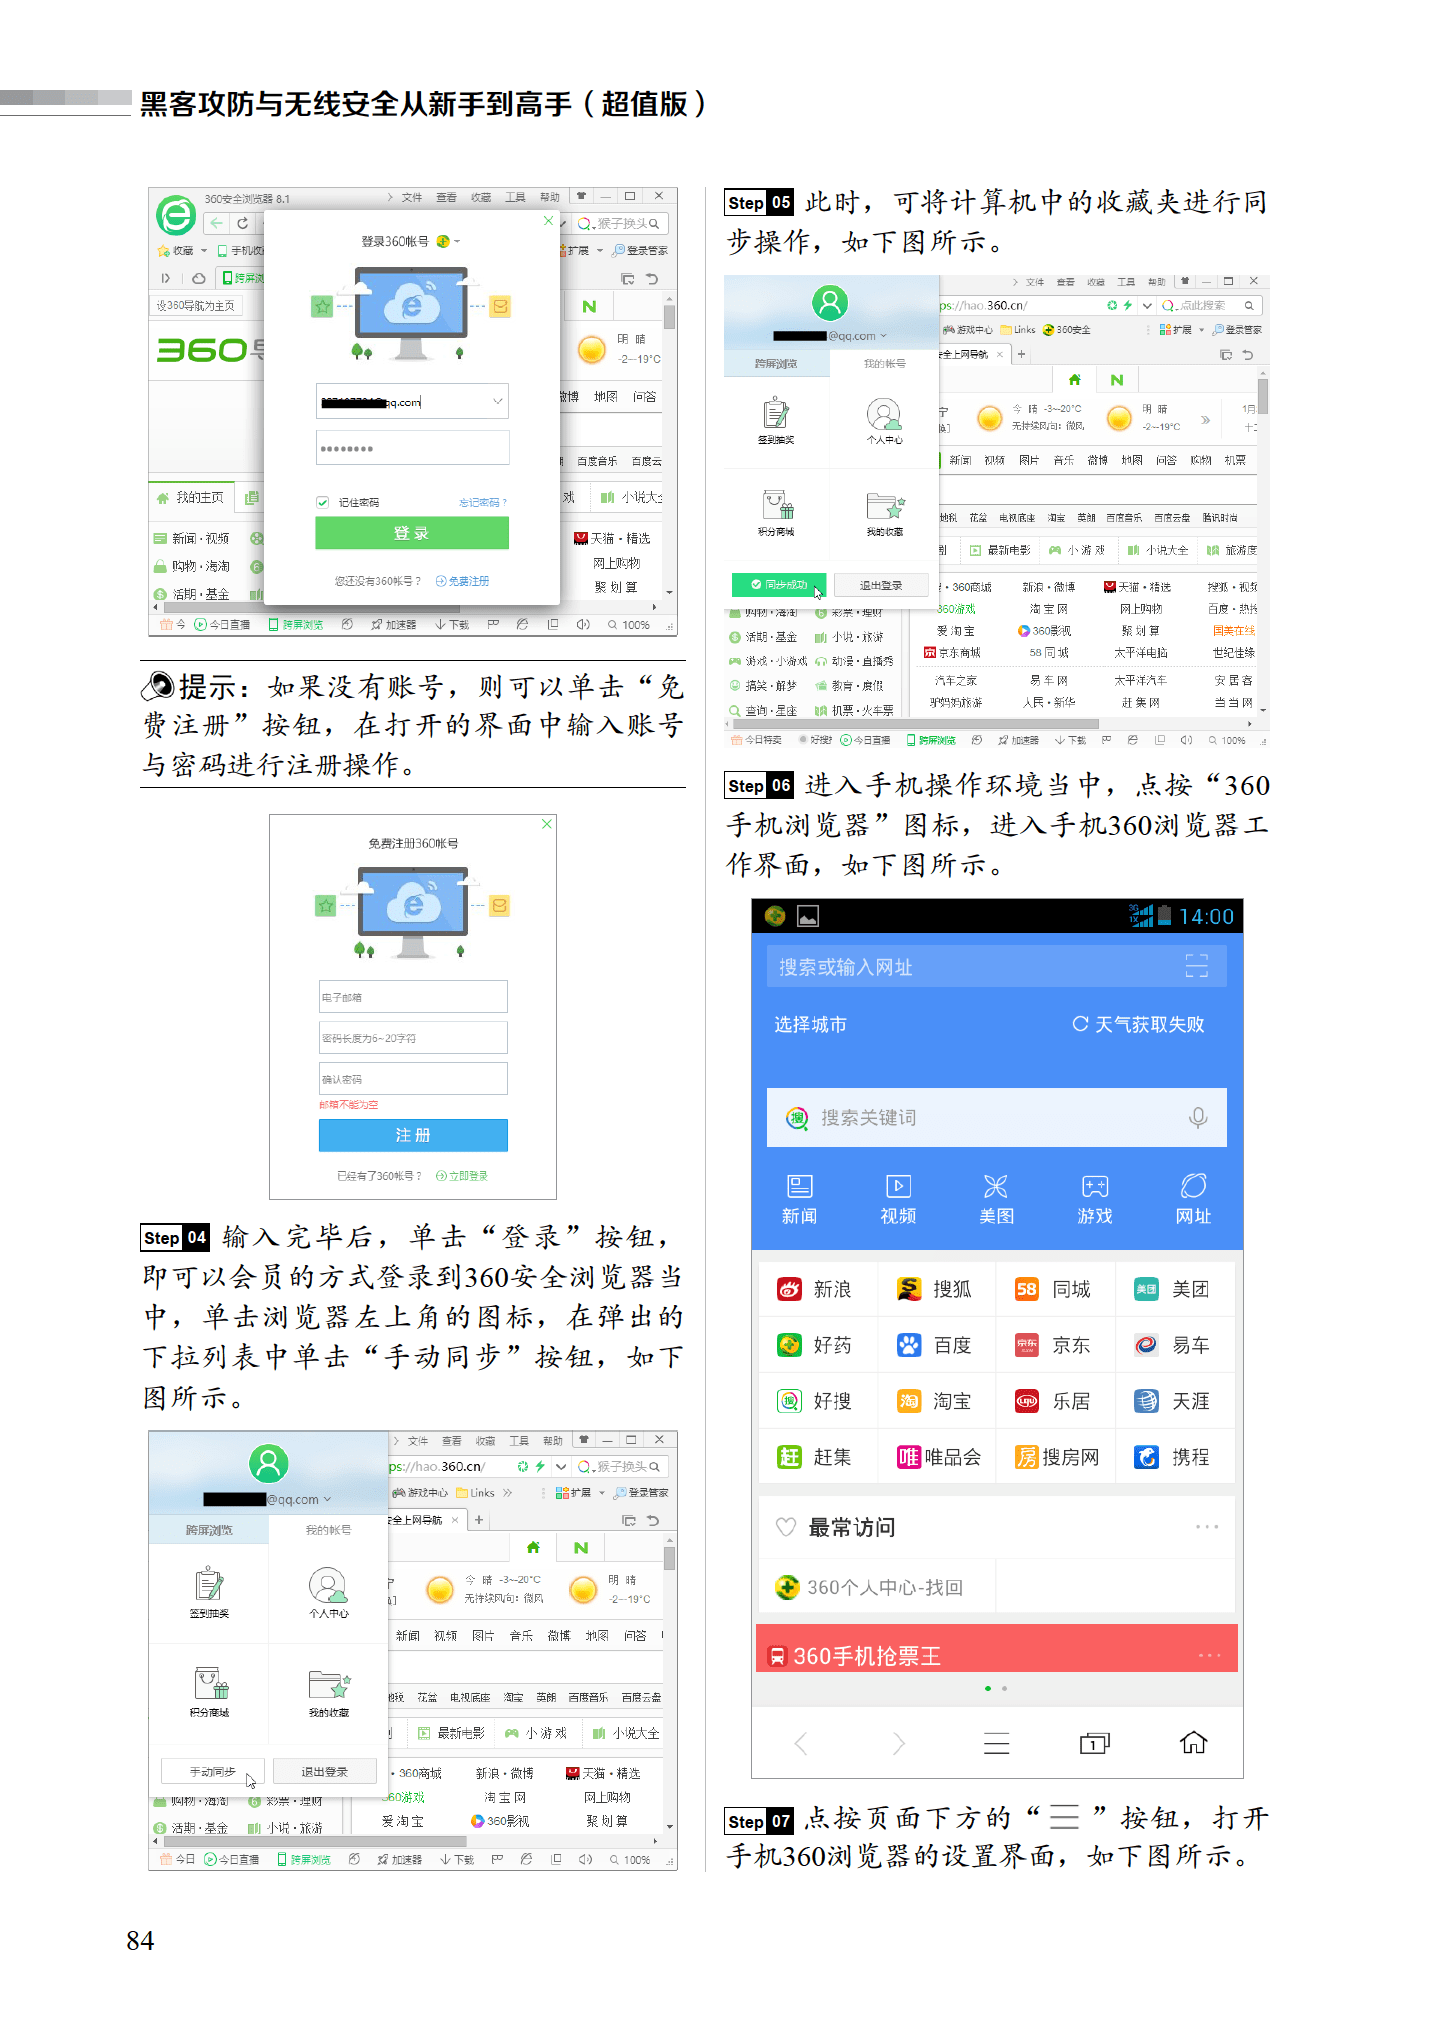 黑客攻防与无线安全从新手到高手（超值版）
360安全浏览器 8.1
文件 查看 收藏 工具 帮助
猴子换头
收藏 手机收
扩展 登录管家
跨屏浏
设360导航为主页
登录360帐号
360导
明 晴
-2~-19°C
微博 地图 问答
@qq.com
百度音乐 百度云
记住密码 忘记密码？
登录
您还没有360帐号？ 免费注册
我的主页
戏 小说大全
新闻·视频
天猫·精选
购物·海淘
网上购物
活期·基金
聚划算
今 今日直播 跨屏浏览 加速器 下载 100%
提示：如果没有账号，则可以单击“免
费注册”按钮，在打开的界面中输入账号
与密码进行注册操作。
免费注册360帐号
电子邮箱
密码长度为6~20字符
确认密码
邮箱不能为空
注册
已经有了360帐号？ 立即登录
Step 04 输入完毕后，单击“登录”按钮，
即可以会员的方式登录到360安全浏览器当
中，单击浏览器左上角的图标，在弹出的
下拉列表中单击“手动同步”按钮，如下
图所示。
文件 查看 收藏 工具 帮助
ps://hao.360.cn/ 猴子换头
@qq.com
游戏中心 Links 扩展 登录管家
跨屏浏览 我的帐号
安全上网导航
签到抽奖 个人中心
今 晴 -3~-20°C
无持续风向：微风
明 晴
-2~-19°C
新闻 视频 图片 音乐 微博 地图 问答
积分商城 我的收藏
花盆 电视底座 淘宝 英朗 百度音乐 百度云盘
最新电影 小游戏 小说大全
手动同步 退出登录
·360商城 新浪·微博 天猫·精选
购物·海淘 彩票·理财 360游戏 淘宝网 网上购物
活期·基金 小说·旅游 爱淘宝 360影视 聚划算
今日 今日直播 跨屏浏览 加速器 下载 100%
Step 05 此时，可将计算机中的收藏夹进行同
步操作，如下图所示。
文件 查看 收藏 工具 帮助
ps://hao.360.cn/ 点此搜索
@qq.com
游戏中心 Links 360安全 扩展 登录管家
跨屏浏览 我的帐号
安全上网导航
签到抽奖 个人中心
今 晴 -3~-20°C
无持续风向：微风
明 晴
-2~-19°C
1月
新闻 视频 图片 音乐 微博 地图 问答 购物 机票
积分商城 我的收藏
花盆 电视底座 淘宝 英朗 百度音乐 百度云盘 腾讯时尚
最新电影 小游戏 小说大全 旅游度
同步成功 退出登录
·360商城 新浪·微博 天猫·精选 搜狐·视频
购物·海淘 彩票·理财 360游戏 淘宝网 网上购物 百度·热搜
活期·基金 小说·旅游 爱淘宝 360影视 聚划算 国美在线
游戏·小游戏 动漫·直播秀 京东商城 58同城 太平洋电脑 世纪佳缘
搞笑·解梦 教育·度假 汽车之家 易车网 太平洋汽车 安居客
查询·星座 机票·火车票 驴妈妈旅游 人民·新华 赶集网 当当网
今日特卖 好搜 今日直播 跨屏浏览 加速器 下载 100%
Step 06 进入手机操作环境当中，点按“360
手机浏览器”图标，进入手机360浏览器工
作界面，如下图所示。
3G 1X 14:00
搜索或输入网址
选择城市 天气获取失败
搜 搜索关键词
新闻 视频 美图 游戏 网址
新浪 搜狐 58 同城 美团 美团
好药 百度 京东 京东 易车
搜 好搜 淘 淘宝 乐居 天涯
赶 赶集 唯 唯品会 房 搜房网 携程
最常访问
360个人中心-找回
360手机抢票王
1
Step 07 点按页面下方的“☰”按钮，打开
手机360浏览器的设置界面，如下图所示。
84